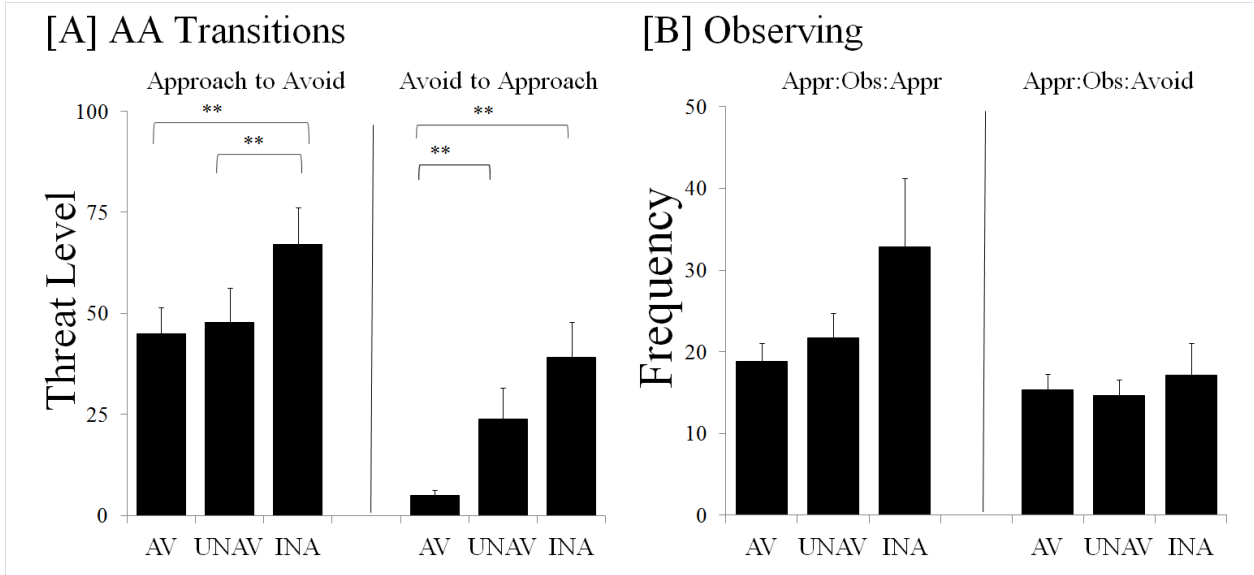 [A] AA Transitions
Approach to Avoid
Avoid to Approach
**
**
**
**
100
75
50
25
0
Threat Level
AV UNAV INA
AV UNAV INA
[B] Observing
Appr:Obs:Appr
Appr:Obs:Avoid
50
40
30
20
10
0
Frequency
AV UNAV INA
AV UNAV INA